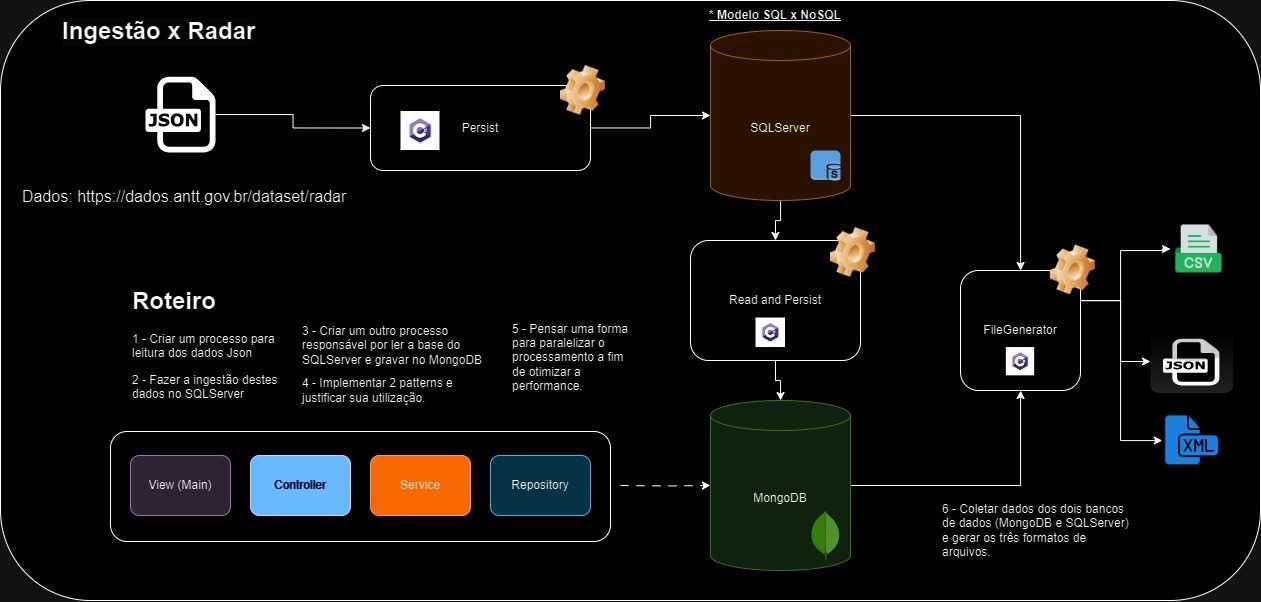 * Modelo SQL x NoSQL
Ingestão x Radar
JSON
Persist
SQLServer
S
Dados: https://dados.antt.gov.br/dataset/radar
CSV
Read and Persist
FileGenerator
JSON
XML
Roteiro
1 - Criar um processo para
leitura dos dados Json
2 - Fazer a ingestão destes
dados no SQLServer
3 - Criar um outro processo
responsável por ler a base do
SQLServer e gravar no MongoDB
4 - Implementar 2 patterns e
justificar sua utilização.
5 - Pensar uma forma
para paralelizar o
processamento a fim
de otimizar a
performance.
View (Main)
Controller
Service
Repository
MongoDB
6 - Coletar dados dos dois bancos
de dados (MongoDB e SQLServer)
e gerar os três formatos de
arquivos.